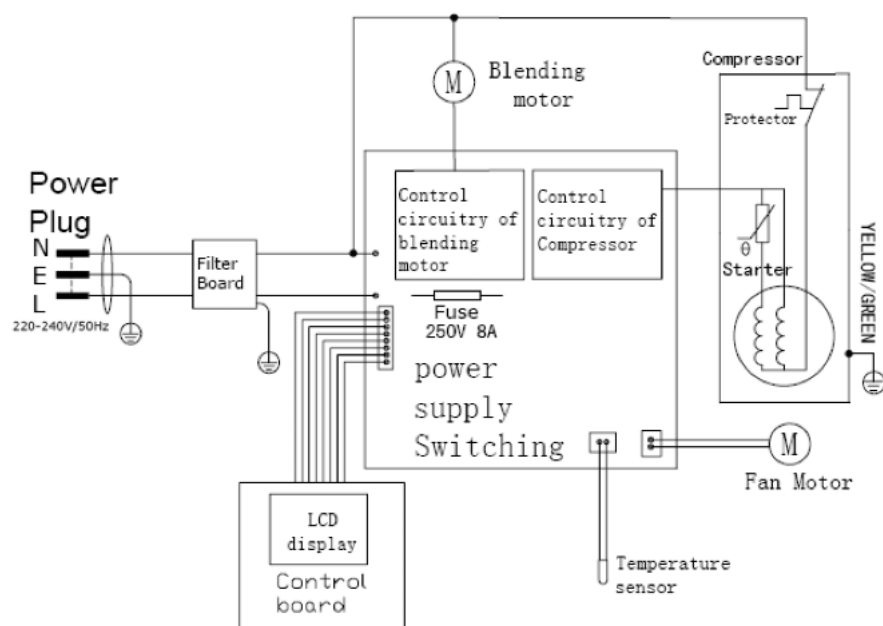 Compressor
Blending
motor
M
Protector
Power
Plug
N
E
L
220-240V/50Hz
Filter
Board
Control
circuitry of
blending
motor
Control
circuitry of
Compressor
θ
Starter
YELLOW/GREEN
Fuse
250V 8A
power
supply
Switching
M
Fan Motor
LCD
display
Control
board
Temperature
sensor